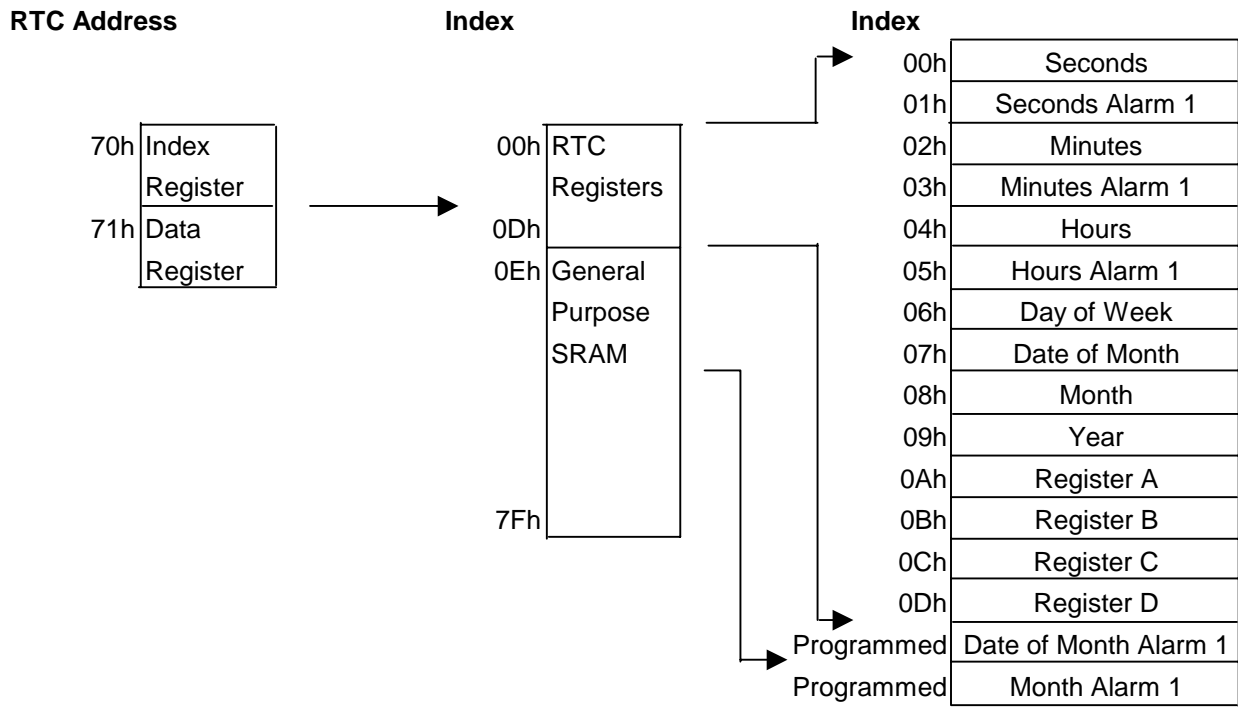 RTC Address Index Index
70h Index
Register
71h Data
Register
00h RTC
Registers
0Dh
0Eh General
Purpose
SRAM
7Fh
00h Seconds
01h Seconds Alarm 1
02h Minutes
03h Minutes Alarm 1
04h Hours
05h Hours Alarm 1
06h Day of Week
07h Date of Month
08h Month
09h Year
0Ah Register A
0Bh Register B
0Ch Register C
0Dh Register D
Programmed Date of Month Alarm 1
Programmed Month Alarm 1